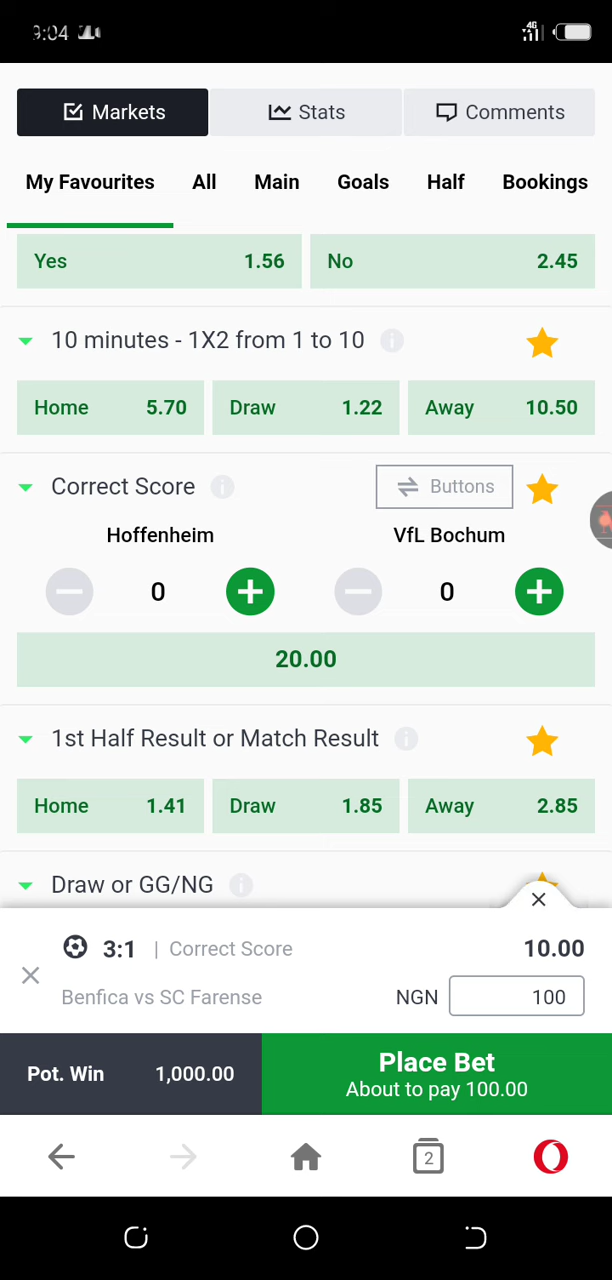 9:04 4G
Markets Stats Comments
My Favourites All Main Goals Half Bookings
Yes 1.56 No 2.45
10 minutes - 1X2 from 1 to 10
Home 5.70 Draw 1.22 Away 10.50
Correct Score Buttons
Hoffenheim VfL Bochum
0 0
20.00
1st Half Result or Match Result
Home 1.41 Draw 1.85 Away 2.85
Draw or GG/NG
3:1 | Correct Score 10.00
Benfica vs SC Farense NGN 100
Pot. Win 1,000.00 Place Bet
About to pay 100.00
2